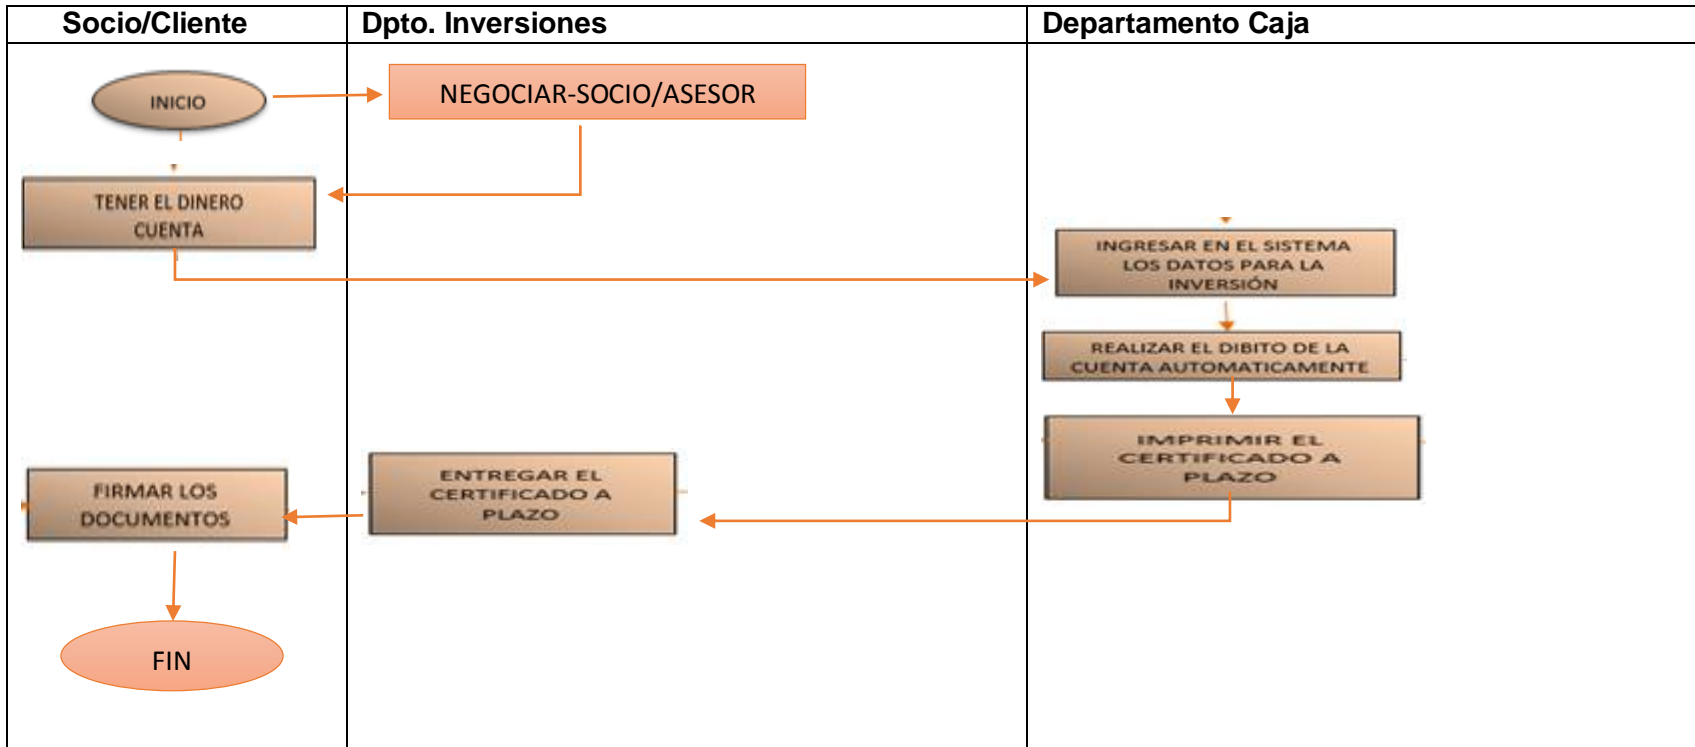 Socio/Cliente
Dpto. Inversiones
Departamento Caja
INICIO
NEGOCIAR-SOCIO/ASESOR
TENER EL DINERO
CUENTA
INGRESAR EN EL SISTEMA
LOS DATOS PARA LA
INVERSIÓN
REALIZAR EL DIBITO DE LA
CUENTA AUTOMATICAMENTE
IMPRIMIR EL
CERTIFICADO A
PLAZO
ENTREGAR EL
CERTIFICADO A
PLAZO
FIRMAR LOS
DOCUMENTOS
FIN